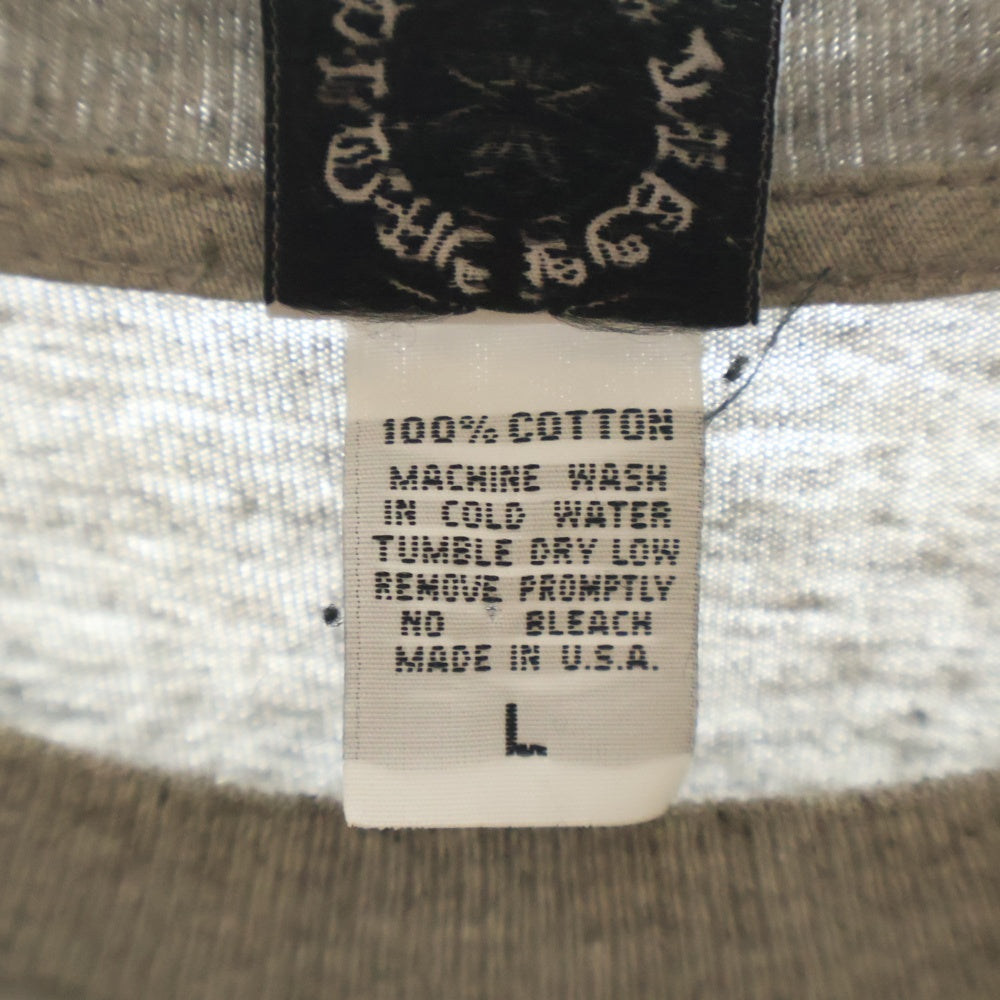 100% COTTON
MACHINE WASH
IN COLD WATER
TUMBLE DRY LOW
REMOVE PROMPTLY
NO BLEACH
MADE IN U.S.A.
L